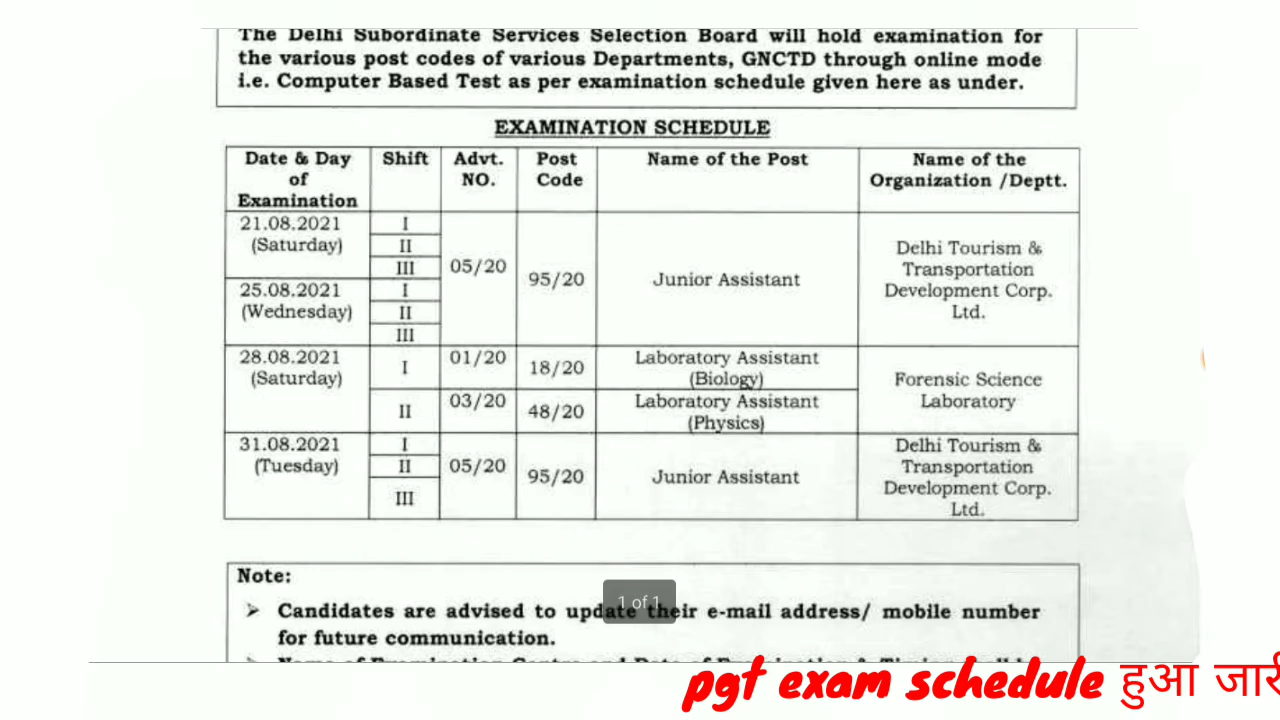 The Delhi Subordinate Services Selection Board will hold examination for
the various post codes of various Departments, GNCTD through online mode
i.e. Computer Based Test as per examination schedule given here as under.
EXAMINATION SCHEDULE
Date & Day of Examination Shift Advt. NO. Post Code Name of the Post Name of the Organization /Deptt.
21.08.2021 (Saturday) I II III 05/20 95/20 Junior Assistant Delhi Tourism & Transportation Development Corp. Ltd.
25.08.2021 (Wednesday) I II III
28.08.2021 (Saturday) I 01/20 18/20 Laboratory Assistant (Biology) Forensic Science Laboratory
II 03/20 48/20 Laboratory Assistant (Physics)
31.08.2021 (Tuesday) I II III 05/20 95/20 Junior Assistant Delhi Tourism & Transportation Development Corp. Ltd.
Note:
1 of 1
➢ Candidates are advised to update their e-mail address/ mobile number
for future communication.
pgt exam schedule हुआ जारी